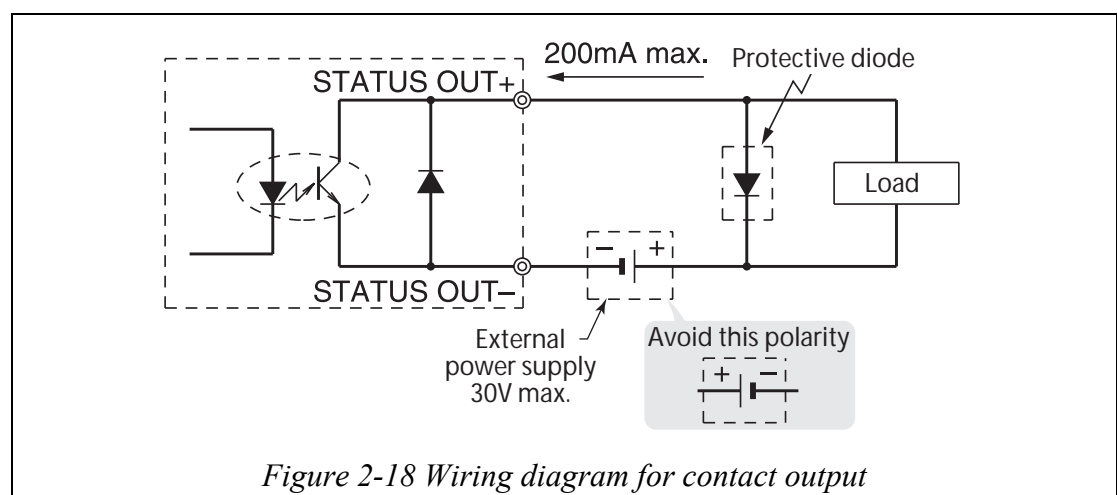 200mA max.
Protective diode
STATUS OUT+
Load
− +
STATUS OUT−
External
power supply
30V max.
Avoid this polarity
+ −
Figure 2-18 Wiring diagram for contact output